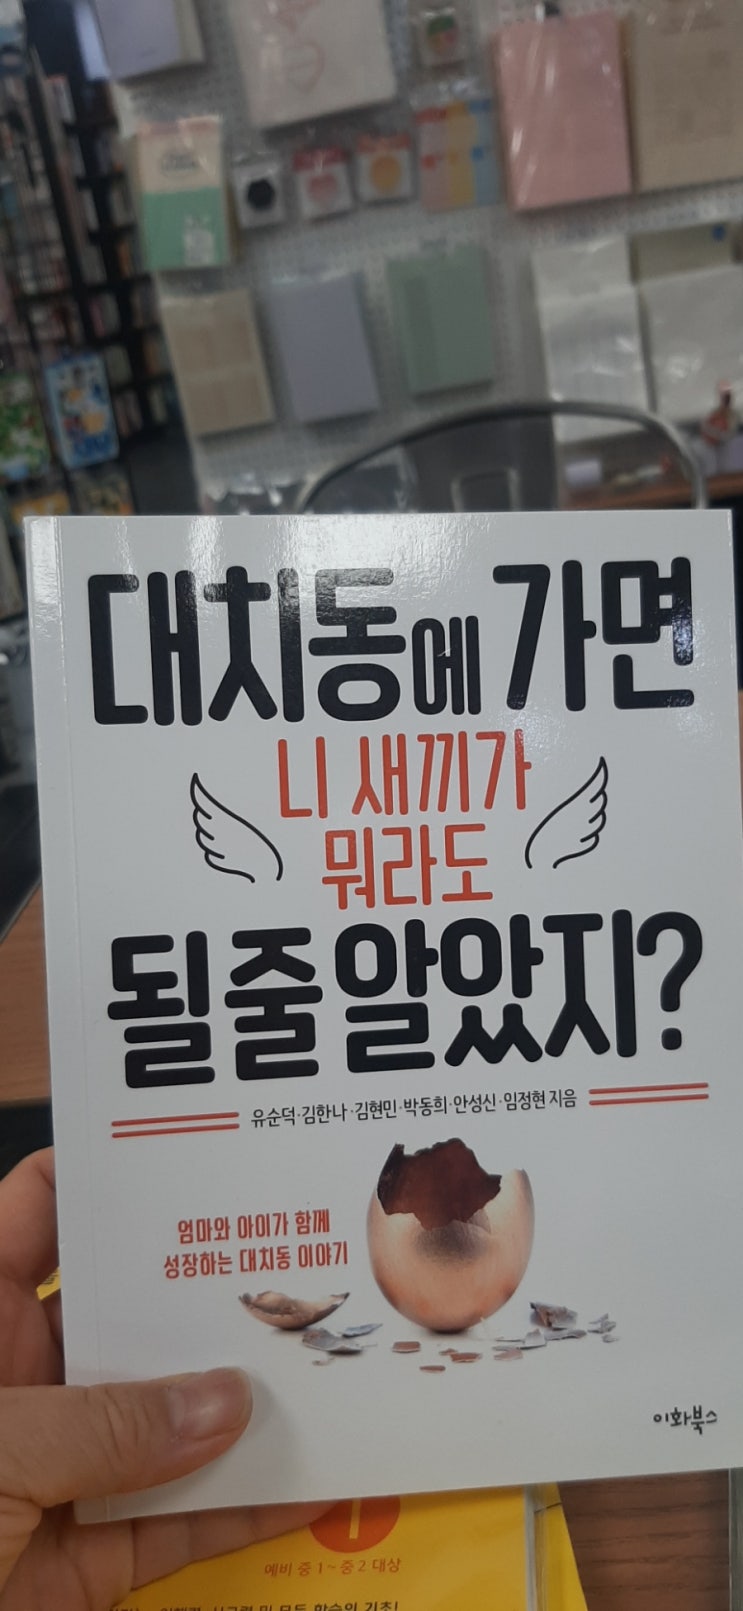 대치동에 가면
니 새끼가
뭐라도
될 줄 알았지?
유순덕·김한나·김현민·박동희·안성신·임정현 지음
엄마와 아이가 함께
성장하는 대치동 이야기
이화북스
예비 중1~중2 대상